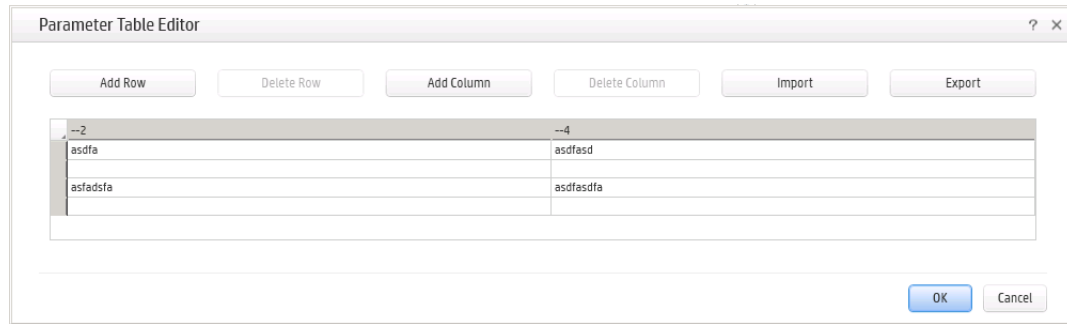 Parameter Table Editor ?
Add Row Delete Row Add Column Delete Column Import Export
--2 --4
asdfa asdfasd
asfadsfa asdfasdfa
OK Cancel